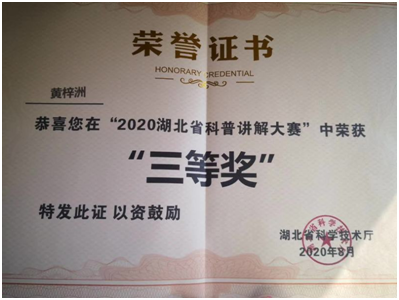 荣誉证书
HONORARY CREDENTIAL
黄梓洲
恭喜您在“2020湖北省科普讲解大赛”中荣获
“三等奖”
特发此证 以资鼓励
湖北省科学技术厅
2020年8月